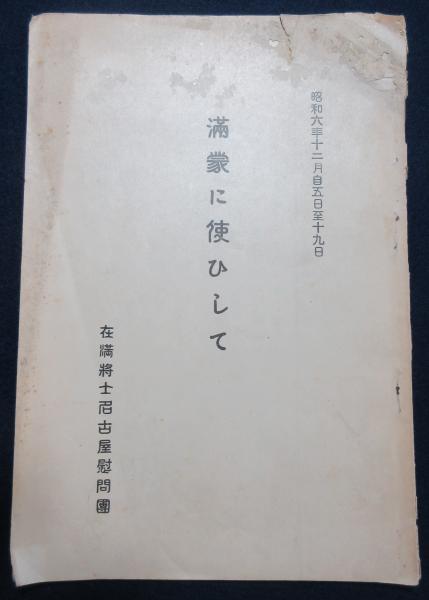 昭和六年十二月自五日至十九日
滿蒙に使ひして
在滿將士名古屋慰問團